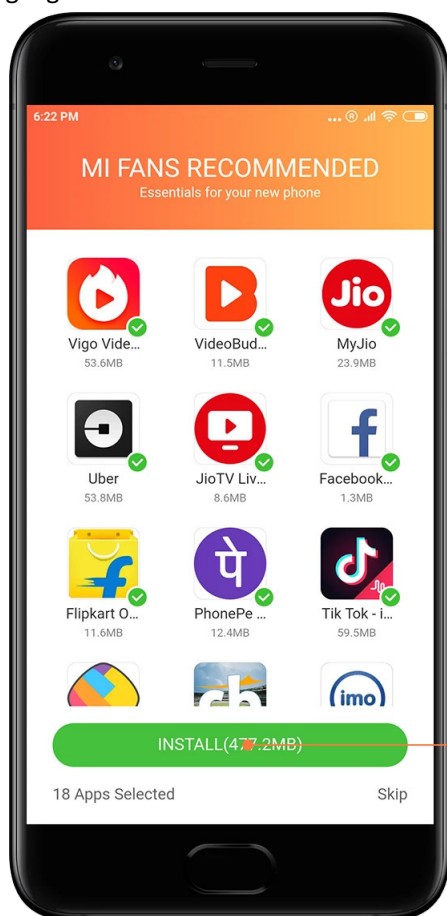 6:22 PM
MI FANS RECOMMENDED
Essentials for your new phone
Jio
Vigo Vide...
VideoBud...
MyJio
53.6MB
11.5MB
23.9MB
Uber
JioTV Liv...
Facebook...
53.8MB
8.6MB
1.3MB
पे
Flipkart O...
PhonePe ...
Tik Tok - i...
11.6MB
12.4MB
59.5MB
imo
INSTALL(477.2MB)
18 Apps Selected
Skip